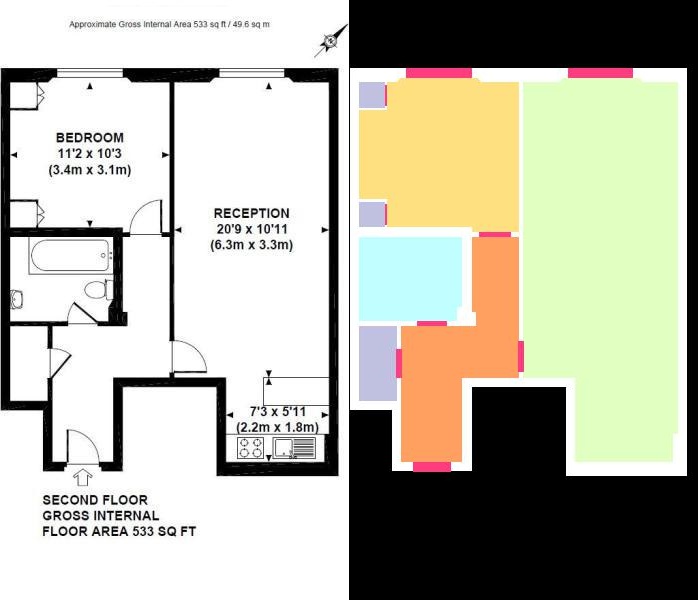 Approximate Gross Internal Area 533 sq ft / 49.6 sq m
N
BEDROOM
11'2 x 10'3
(3.4m x 3.1m)
RECEPTION
20'9 x 10'11
(6.3m x 3.3m)
7'3 x 5'11
(2.2m x 1.8m)
SECOND FLOOR
GROSS INTERNAL
FLOOR AREA 533 SQ FT